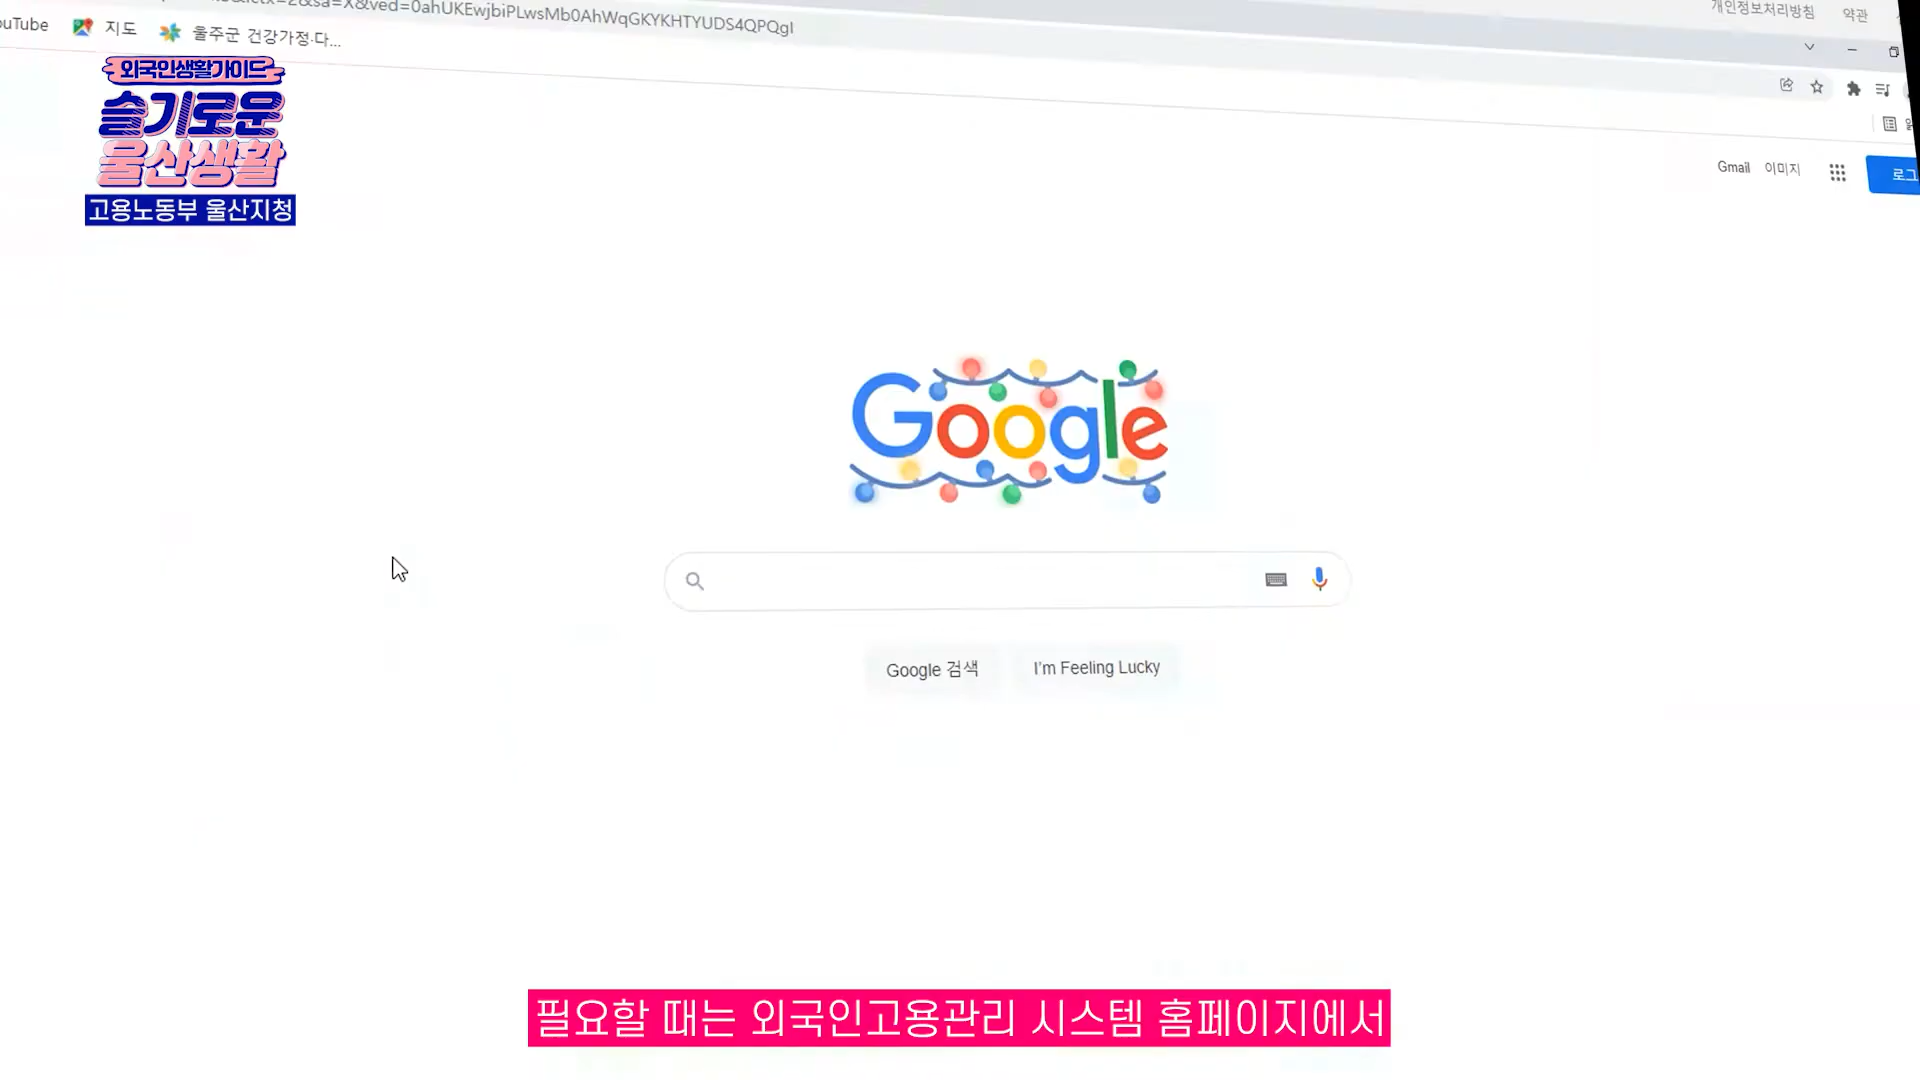 ved=0ahUKEwjbiPLwsMb0AhWqGKYKHTYUDS4QPQgI
개인정보처리방침 약관
지도 울주군 건강가정·다...
외국인생활가이드
슬기로운
울산생활
고용노동부 울산지청
Gmail 이미지
Google
Google 검색 I'm Feeling Lucky
필요할 때는 외국인고용관리 시스템 홈페이지에서